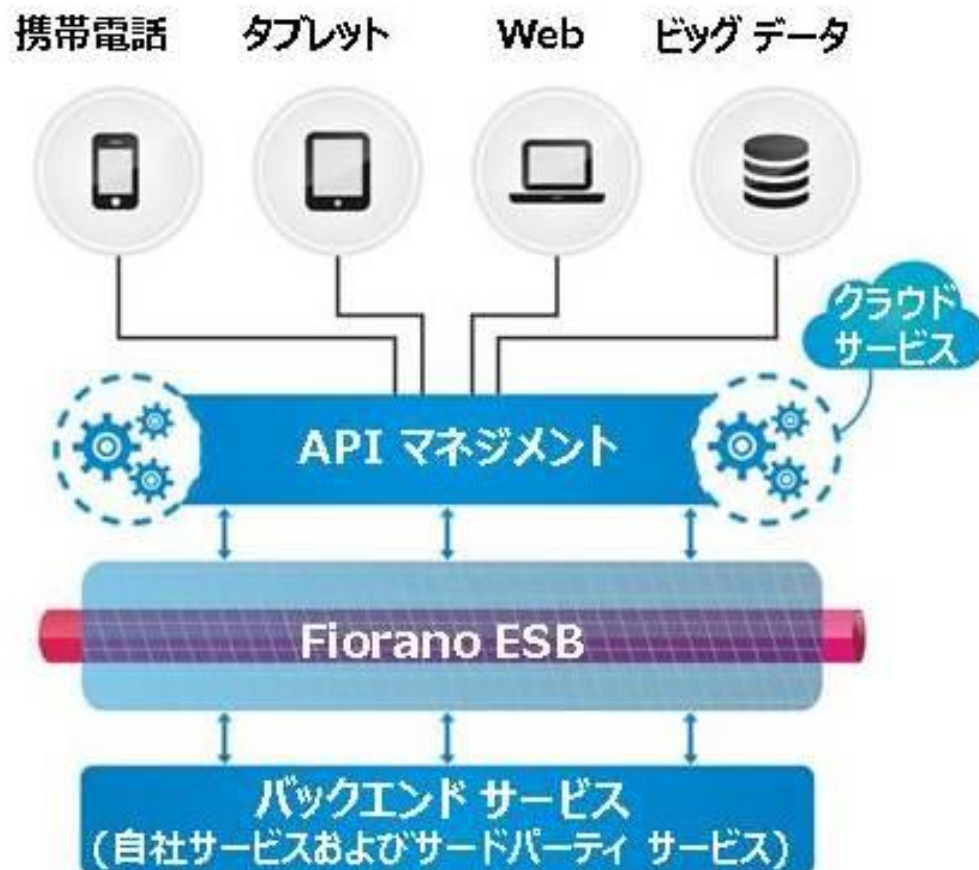 携帯電話
タブレット
Web
ビッグ データ
クラウド
サービス
API マネジメント
Fiorano ESB
バックエンド サービス
(自社サービスおよびサードパーティ サービス)